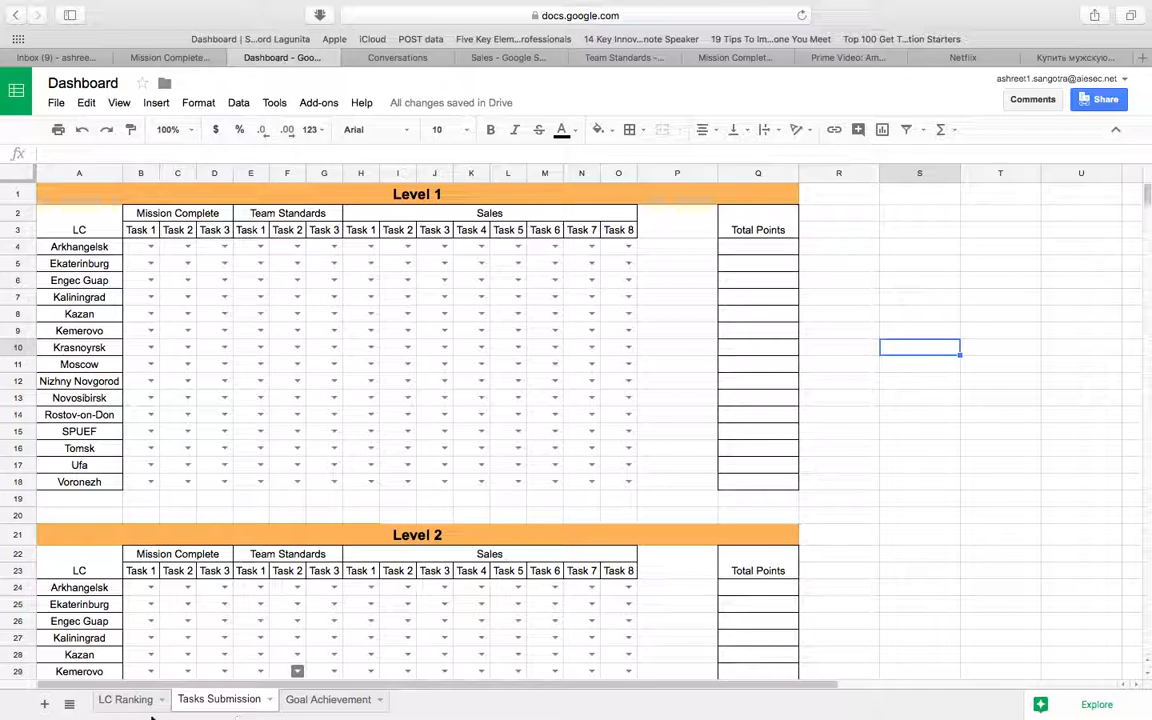 docs.google.com
Dashboard | S...ord Lagunita Apple iCloud POST data Five Key Elem...rofessionals 14 Key Innov...note Speaker 19 Tips To Im...One You Meet Top 100 Get T...tion Starters
Inbox (9) - ashree... Mission Complete... Dashboard - Goo... Conversations Sales - Google S... Team Standards -... Mission Complet... Prime Video: Am... Netflix Купить мужскую...
Dashboard
ashreet1.sangotra@aiesec.net
File Edit View Insert Format Data Tools Add-ons Help All changes saved in Drive
Comments Share
100% $ % .0 .00 123 Arial 10 B I S A
fx
A B C D E F G H I J K L M N O P Q R S T U
1 Level 1
2 Mission Complete Team Standards Sales
3 LC Task 1 Task 2 Task 3 Task 1 Task 2 Task 3 Task 1 Task 2 Task 3 Task 4 Task 5 Task 6 Task 7 Task 8 Total Points
4 Arkhangelsk
5 Ekaterinburg
6 Engec Guap
7 Kaliningrad
8 Kazan
9 Kemerovo
10 Krasnoyrsk
11 Moscow
12 Nizhny Novgorod
13 Novosibirsk
14 Rostov-on-Don
15 SPUEF
16 Tomsk
17 Ufa
18 Voronezh
19
20
21 Level 2
22 Mission Complete Team Standards Sales
23 LC Task 1 Task 2 Task 3 Task 1 Task 2 Task 3 Task 1 Task 2 Task 3 Task 4 Task 5 Task 6 Task 7 Task 8 Total Points
24 Arkhangelsk
25 Ekaterinburg
26 Engec Guap
27 Kaliningrad
28 Kazan
29 Kemerovo
LC Ranking Tasks Submission Goal Achievement Explore